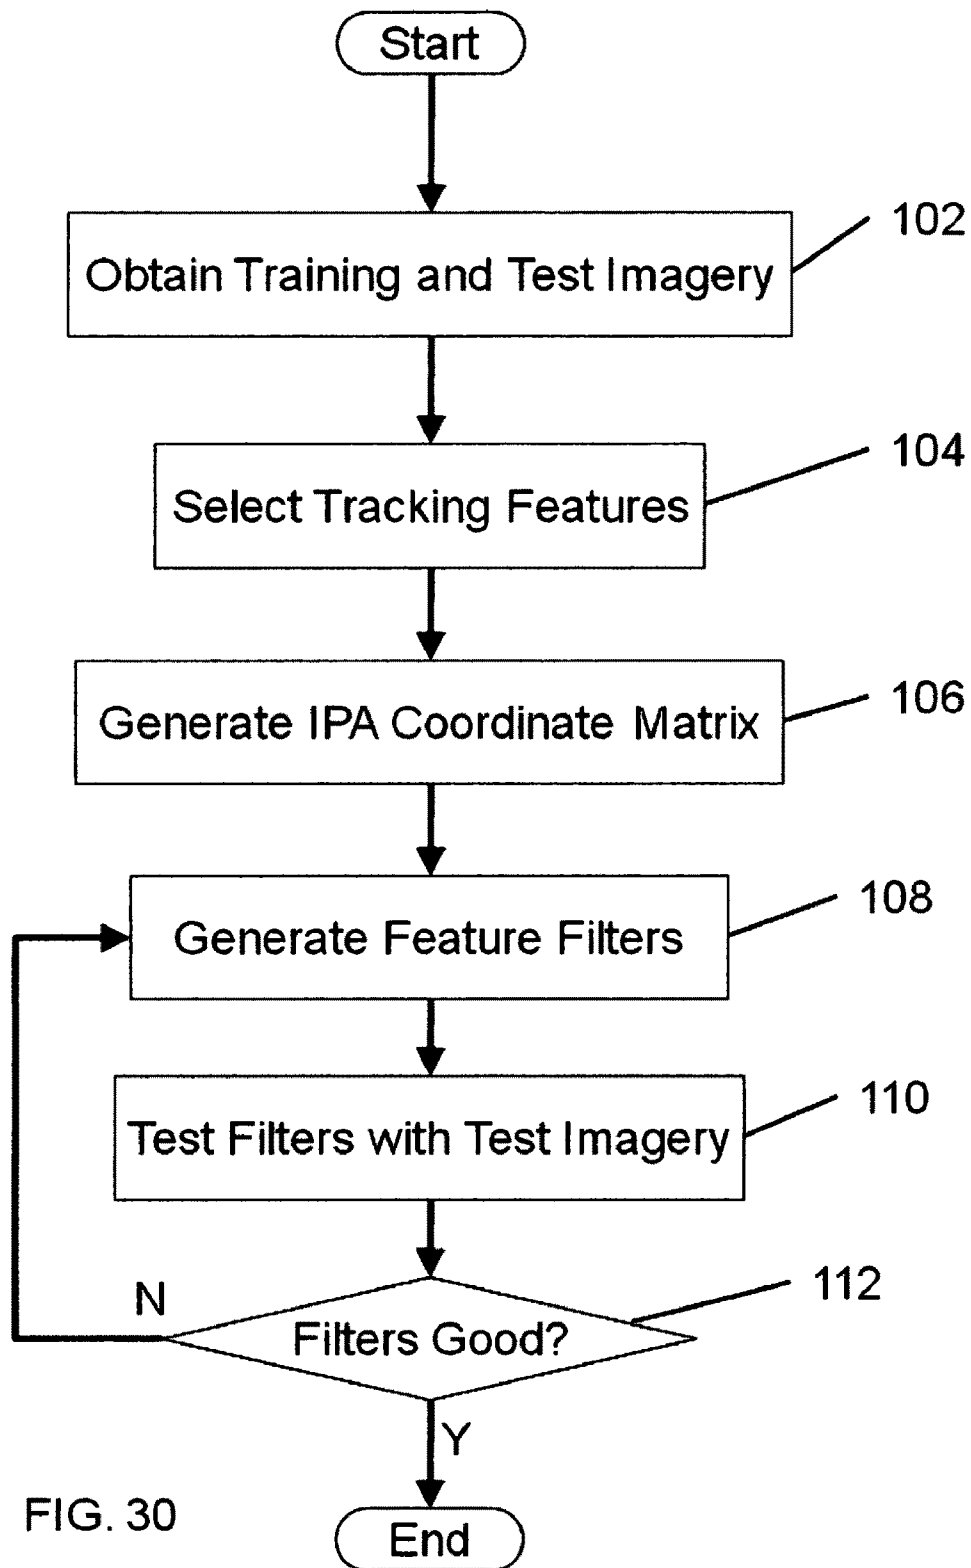 Start
102
Obtain Training and Test Imagery
104
Select Tracking Features
106
Generate IPA Coordinate Matrix
108
Generate Feature Filters
110
Test Filters with Test Imagery
112
N
Filters Good?
Y
FIG. 30
End